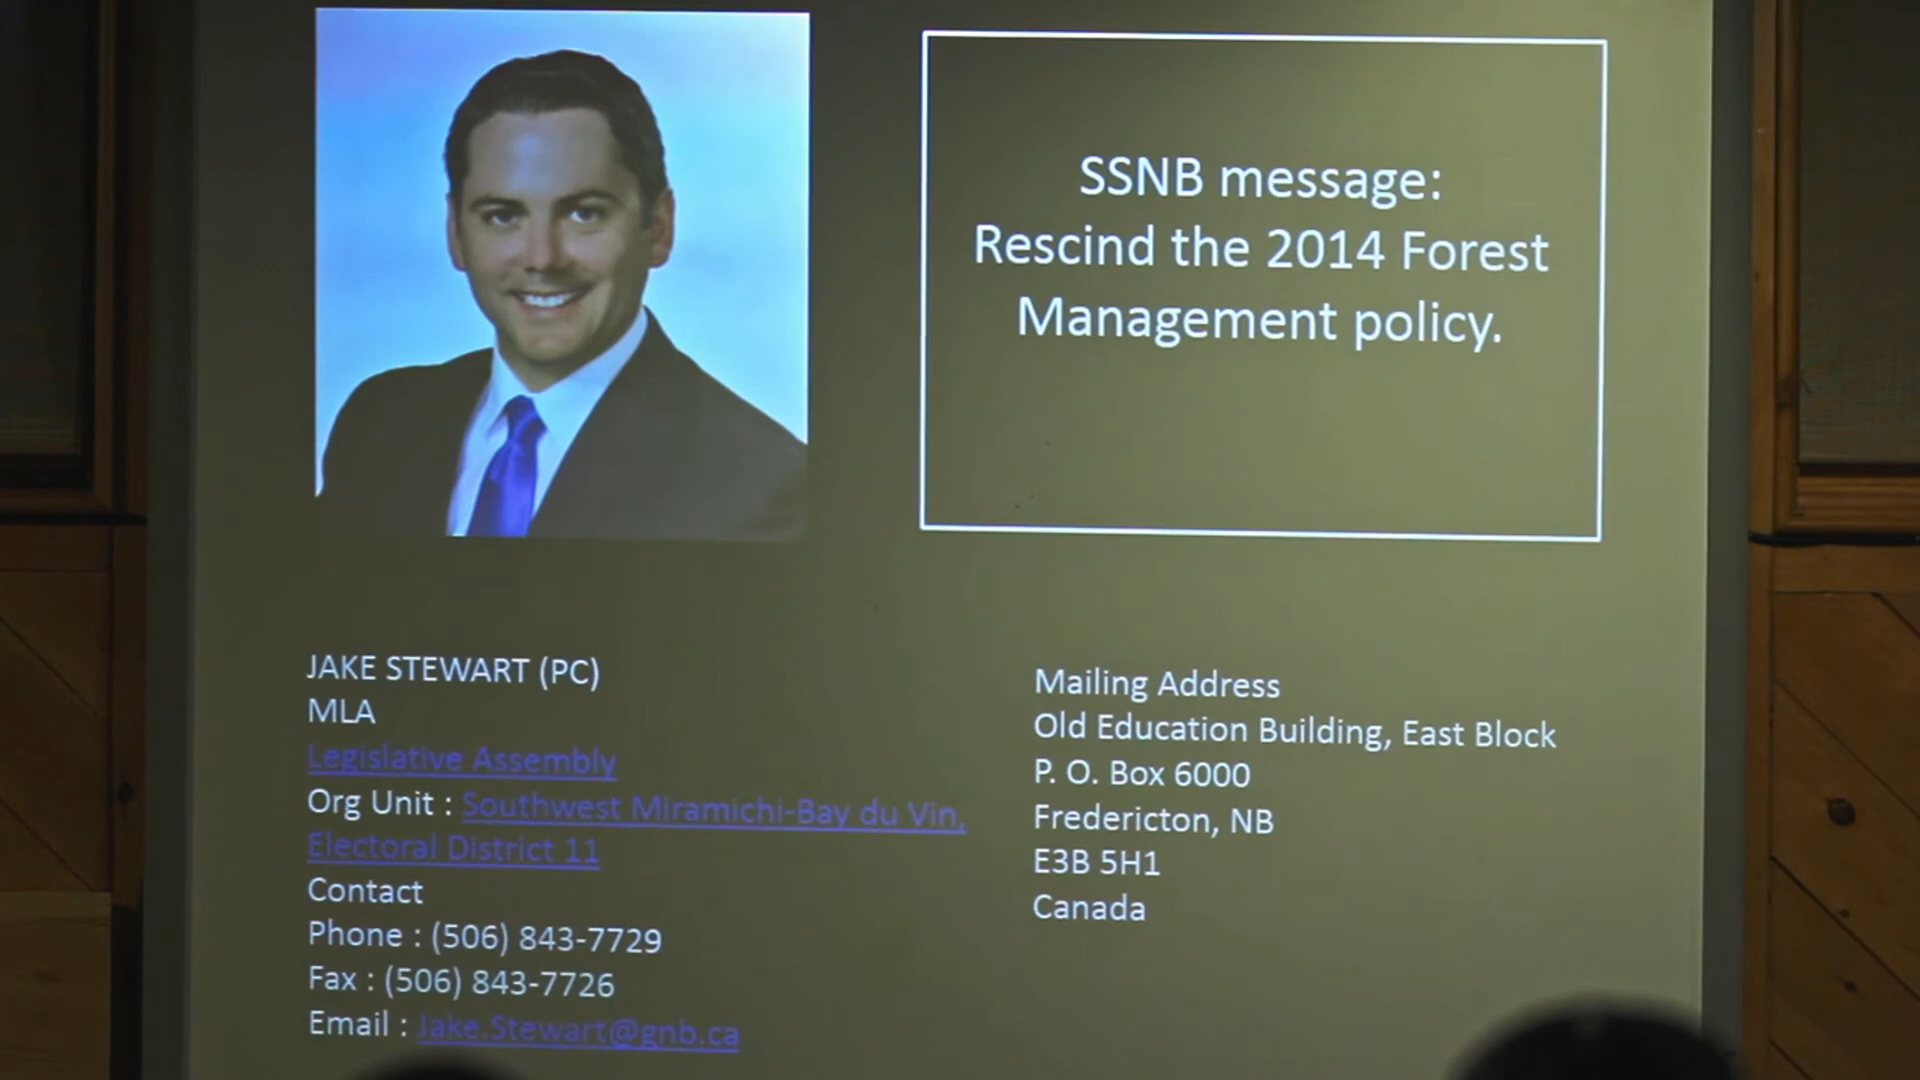 SSNB message:
Rescind the 2014 Forest
Management policy.
JAKE STEWART (PC)
MLA
Legislative Assembly
Org Unit : Southwest Miramichi-Bay du Vin,
Electoral District 11
Contact
Phone : (506) 843-7729
Fax : (506) 843-7726
Email : Jake.Stewart@gnb.ca
Mailing Address
Old Education Building, East Block
P. O. Box 6000
Fredericton, NB
E3B 5H1
Canada